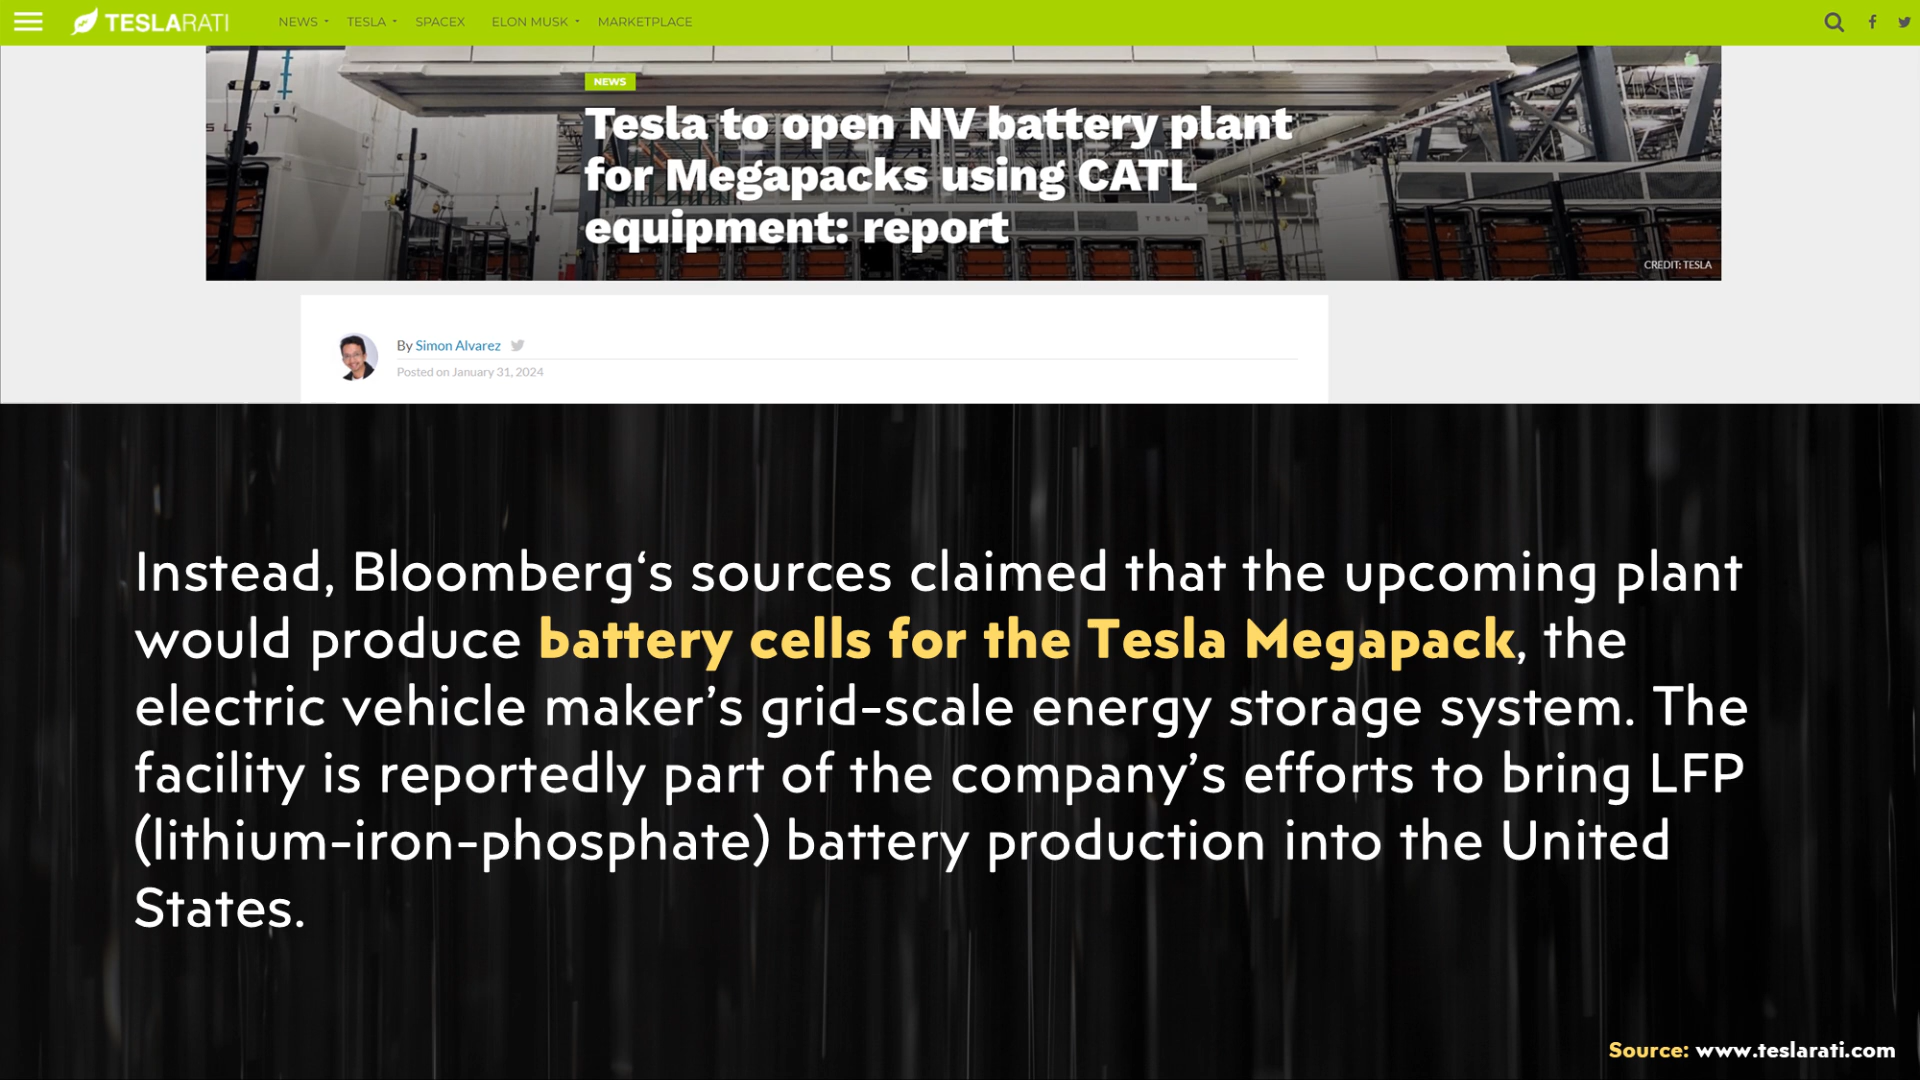 TESLARATI NEWS TESLA SPACEX ELON MUSK MARKETPLACE
NEWS
Tesla to open NV battery plant
for Megapacks using CATL
equipment: report
TESLA
CREDIT: TESLA
By Simon Alvarez
Posted on January 31, 2024
Instead, Bloomberg‘s sources claimed that the upcoming plant
would produce battery cells for the Tesla Megapack, the
electric vehicle maker’s grid-scale energy storage system. The
facility is reportedly part of the company’s efforts to bring LFP
(lithium-iron-phosphate) battery production into the United
States.
Source: www.teslarati.com